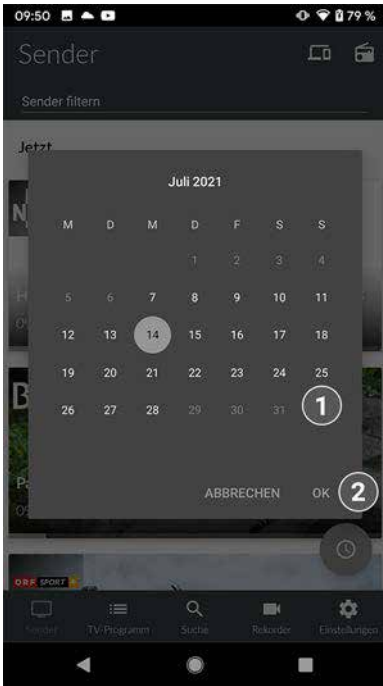 09:50 79 %
Sender
Sender filtern
Jetzt
Juli 2021
M D M D F S S
1 2 3 4
5 6 7 8 9 10 11
12 13 14 15 16 17 18
19 20 21 22 23 24 25
26 27 28 29 30 31
1
ABBRECHEN OK 2
ORF SPORT +
Sender TV-Programm Suche Rekorder Einstellungen